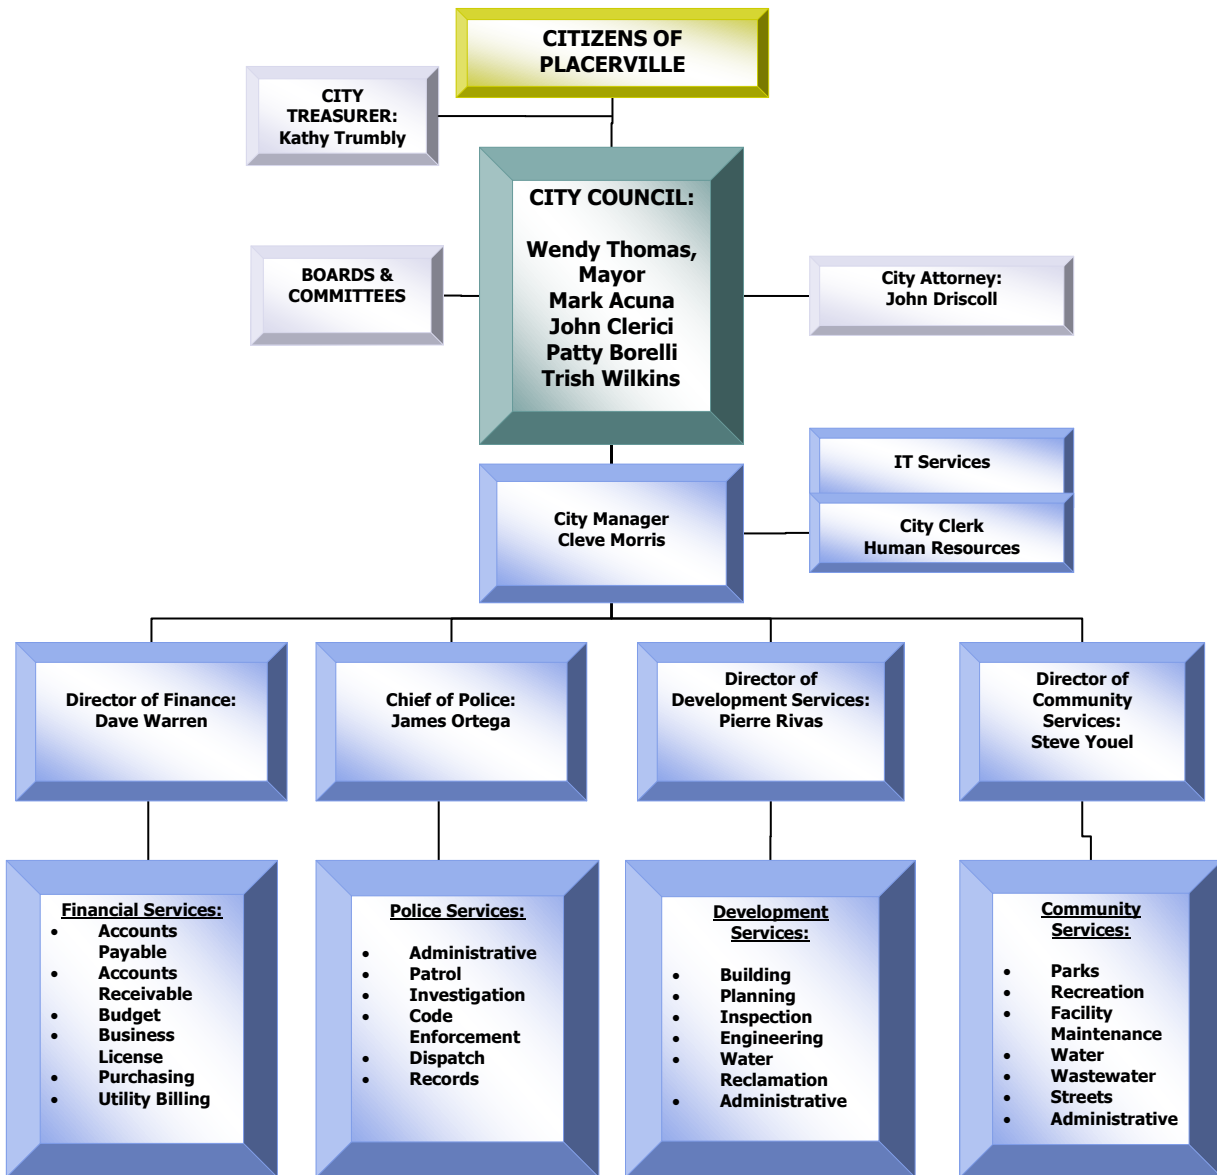 CITIZENS OF
PLACERVILLE
CITY
TREASURER:
Kathy Trumbly
CITY COUNCIL:
Wendy Thomas,
Mayor
Mark Acuna
John Clerici
Patty Borelli
Trish Wilkins
BOARDS &
COMMITTEES
City Attorney:
John Driscoll
IT Services
City Manager
Cleve Morris
City Clerk
Human Resources
Director of Finance:
Dave Warren
Chief of Police:
James Ortega
Director of
Development Services:
Pierre Rivas
Director of
Community
Services:
Steve Youel
Financial Services:
• Accounts
Payable
• Accounts
Receivable
• Budget
• Business
License
• Purchasing
• Utility Billing
Police Services:
• Administrative
• Patrol
• Investigation
• Code
Enforcement
• Dispatch
• Records
Development
Services:
• Building
• Planning
• Inspection
• Engineering
• Water
Reclamation
• Administrative
Community
Services:
• Parks
• Recreation
• Facility
Maintenance
• Water
• Wastewater
• Streets
• Administrative